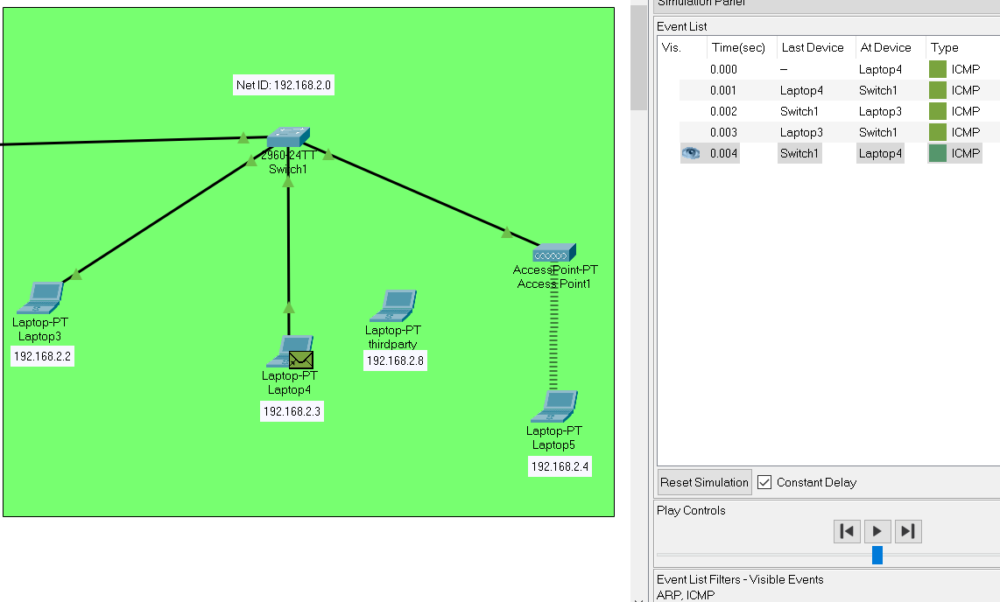 Simulation Panel
Event List
Vis. Time(sec) Last Device At Device Type
0.000 -- Laptop4 ICMP
0.001 Laptop4 Switch1 ICMP
0.002 Switch1 Laptop3 ICMP
0.003 Laptop3 Switch1 ICMP
0.004 Switch1 Laptop4 ICMP
Reset Simulation Constant Delay
Play Controls
Event List Filters - Visible Events
ARP, ICMP
Net ID: 192.168.2.0
2960-24TT
Switch1
AccessPoint-PT
Access Point1
Laptop-PT
Laptop3
192.168.2.2
Laptop-PT
thirdparty
192.168.2.8
Laptop-PT
Laptop4
192.168.2.3
Laptop-PT
Laptop5
192.168.2.4